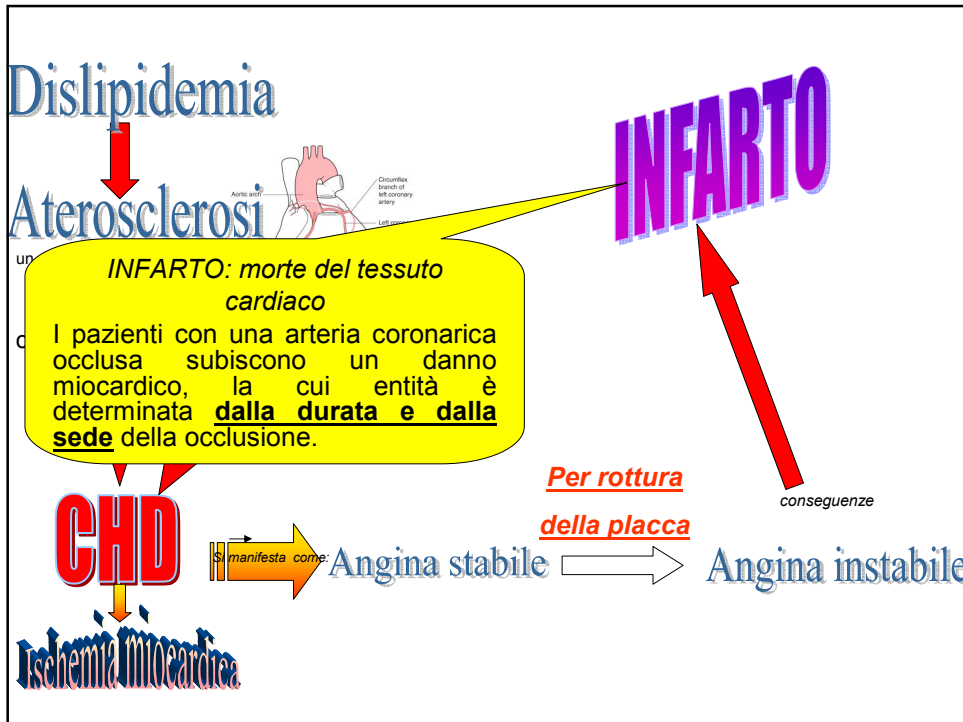 Dislipidemia
INFARTO
Aortic arch
Circumflex
branch of
left coronary
artery
Aterosclerosi
un
INFARTO: morte del tessuto
cardiaco
I pazienti con una arteria coronarica
occlusa subiscono un danno
miocardico, la cui entità è
determinata dalla durata e dalla
sede della occlusione.
CHD
Si manifesta come:
Angina stabile
Per rottura
della placca
conseguenze
Angina instabile
Ischemia miocardica